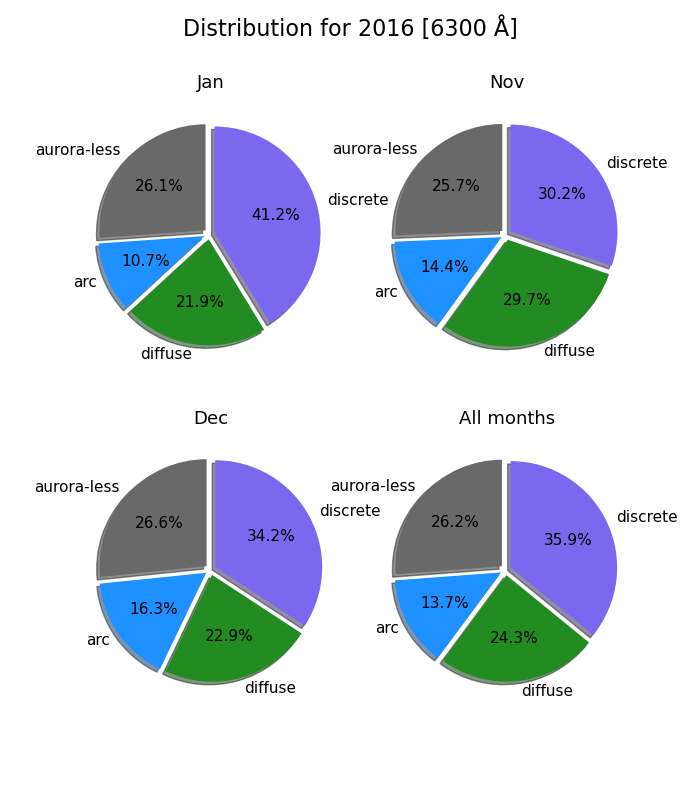 Distribution for 2016 [6300 Å]
Jan
aurora-less
26.1%
41.2%
discrete
10.7%
arc
21.9%
diffuse
Nov
aurora-less
25.7%
30.2%
discrete
14.4%
arc
29.7%
diffuse
Dec
aurora-less
26.6%
34.2%
discrete
16.3%
arc
22.9%
diffuse
All months
aurora-less
26.2%
35.9%
discrete
13.7%
arc
24.3%
diffuse